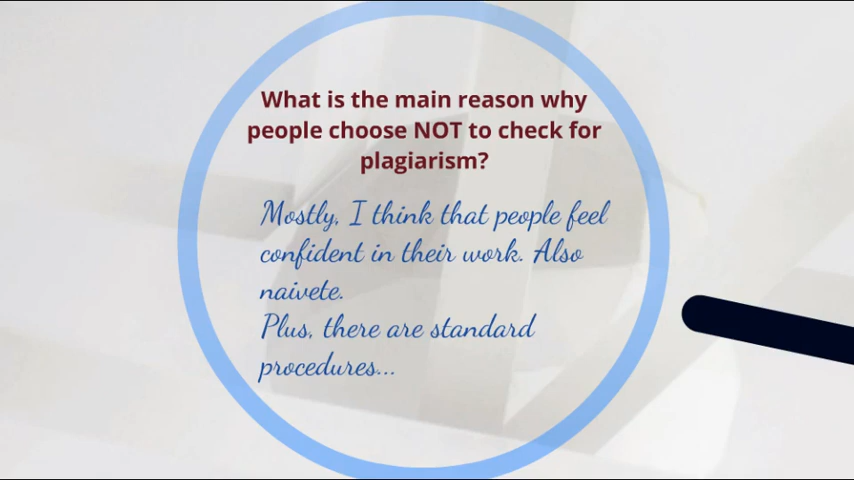 What is the main reason why
people choose NOT to check for
plagiarism?
Mostly, I think that people feel
confident in their work. Also
naivete.
Plus, there are standard
procedures...